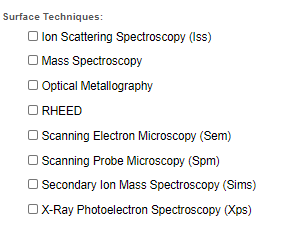 Surface Techniques:
Ion Scattering Spectroscopy (Iss)
Mass Spectroscopy
Optical Metallography
RHEED
Scanning Electron Microscopy (Sem)
Scanning Probe Microscopy (Spm)
Secondary Ion Mass Spectroscopy (Sims)
X-Ray Photoelectron Spectroscopy (Xps)